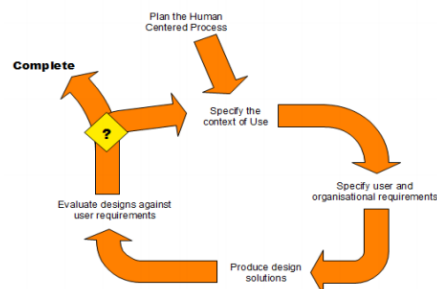 Plan the Human
Centered Process
Complete
?
Specify the
context of Use
Specify user and
organisational requirements
Produce design
solutions
Evaluate designs against
user requirements